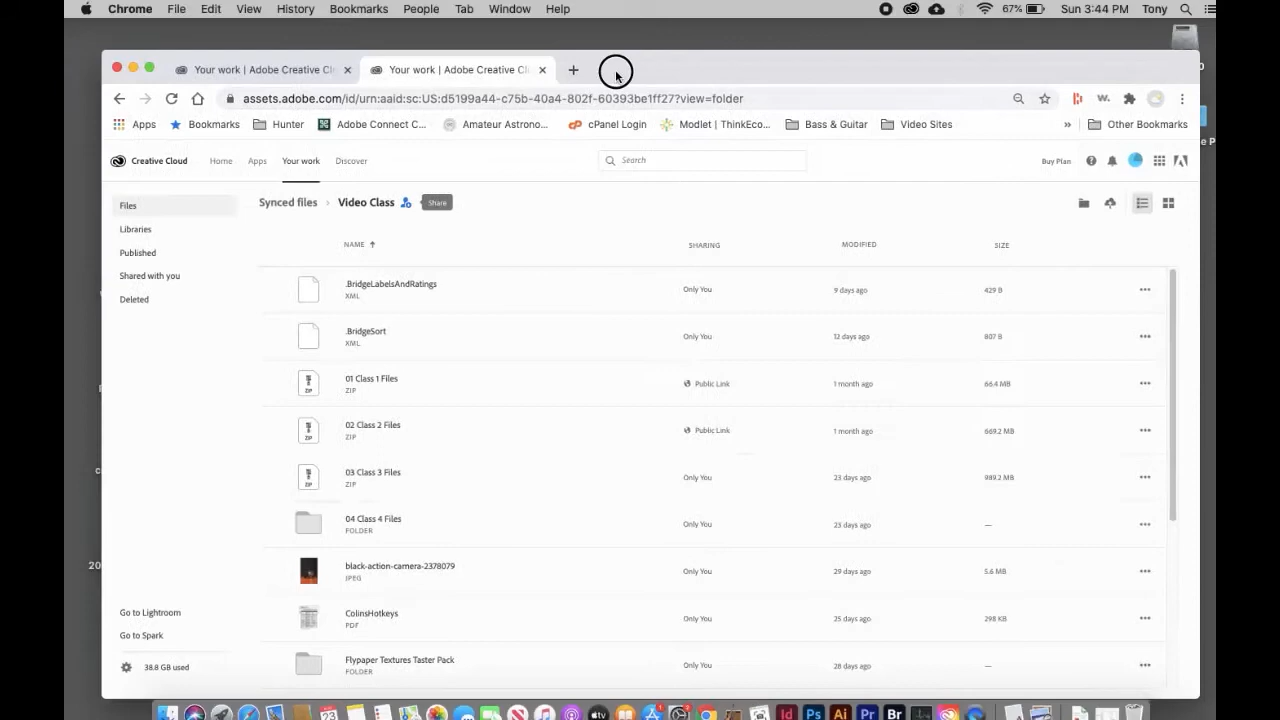 Chrome File Edit View History Bookmarks People Tab Window Help 67% Sun 3:44 PM Tony
Your work | Adobe Creative Cl Your work | Adobe Creative Cl
assets.adobe.com/id/urn:aaid:sc:US:d5199a44-c75b-40a4-802f-60393be1ff27?view=folder
Apps Bookmarks Hunter Adobe Connect C... Amateur Astrono... cPanel Login Modlet | ThinkEco... Bass & Guitar Video Sites » Other Bookmarks
Creative Cloud Home Apps Your work Discover Search Buy Plan
Files
Libraries
Published
Shared with you
Deleted
Synced files › Video Class Share
NAME SHARING MODIFIED SIZE
.BridgeLabelsAndRatings Only You 9 days ago 429 B
XML
.BridgeSort Only You 12 days ago 807 B
XML
ZIP 01 Class 1 Files Public Link 1 month ago 66.4 MB
ZIP
ZIP 02 Class 2 Files Public Link 1 month ago 669.2 MB
ZIP
ZIP 03 Class 3 Files Only You 23 days ago 989.2 MB
ZIP
04 Class 4 Files Only You 23 days ago —
FOLDER
black-action-camera-2378079 Only You 29 days ago 5.6 MB
JPEG
ColinsHotkeys Only You 25 days ago 298 KB
PDF
Flypaper Textures Taster Pack Only You 28 days ago —
FOLDER
Go to Lightroom
Go to Spark
38.8 GB used
23 Id Ps Ai Pr Br